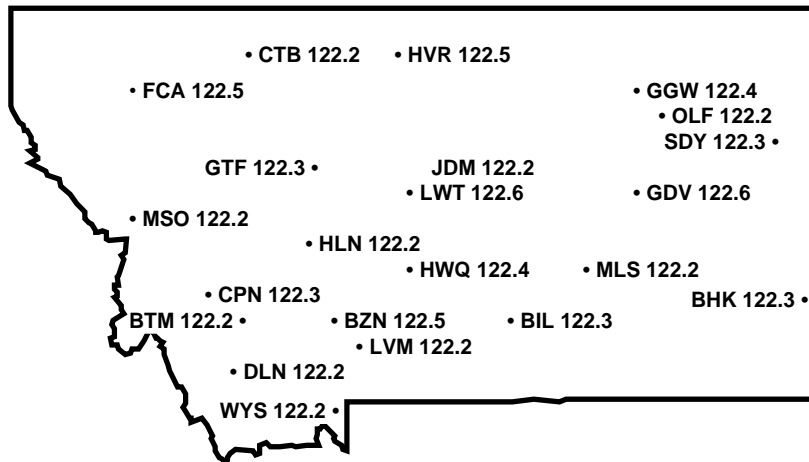 • CTB 122.2
• HVR 122.5
• FCA 122.5
• GGW 122.4
• OLF 122.2
SDY 122.3 •
GTF 122.3 •
JDM 122.2
• LWT 122.6
• GDV 122.6
• MSO 122.2
• HLN 122.2
• HWQ 122.4
• MLS 122.2
• CPN 122.3
BHK 122.3 •
BTM 122.2 •
• BZN 122.5
• BIL 122.3
• LVM 122.2
• DLN 122.2
WYS 122.2 •